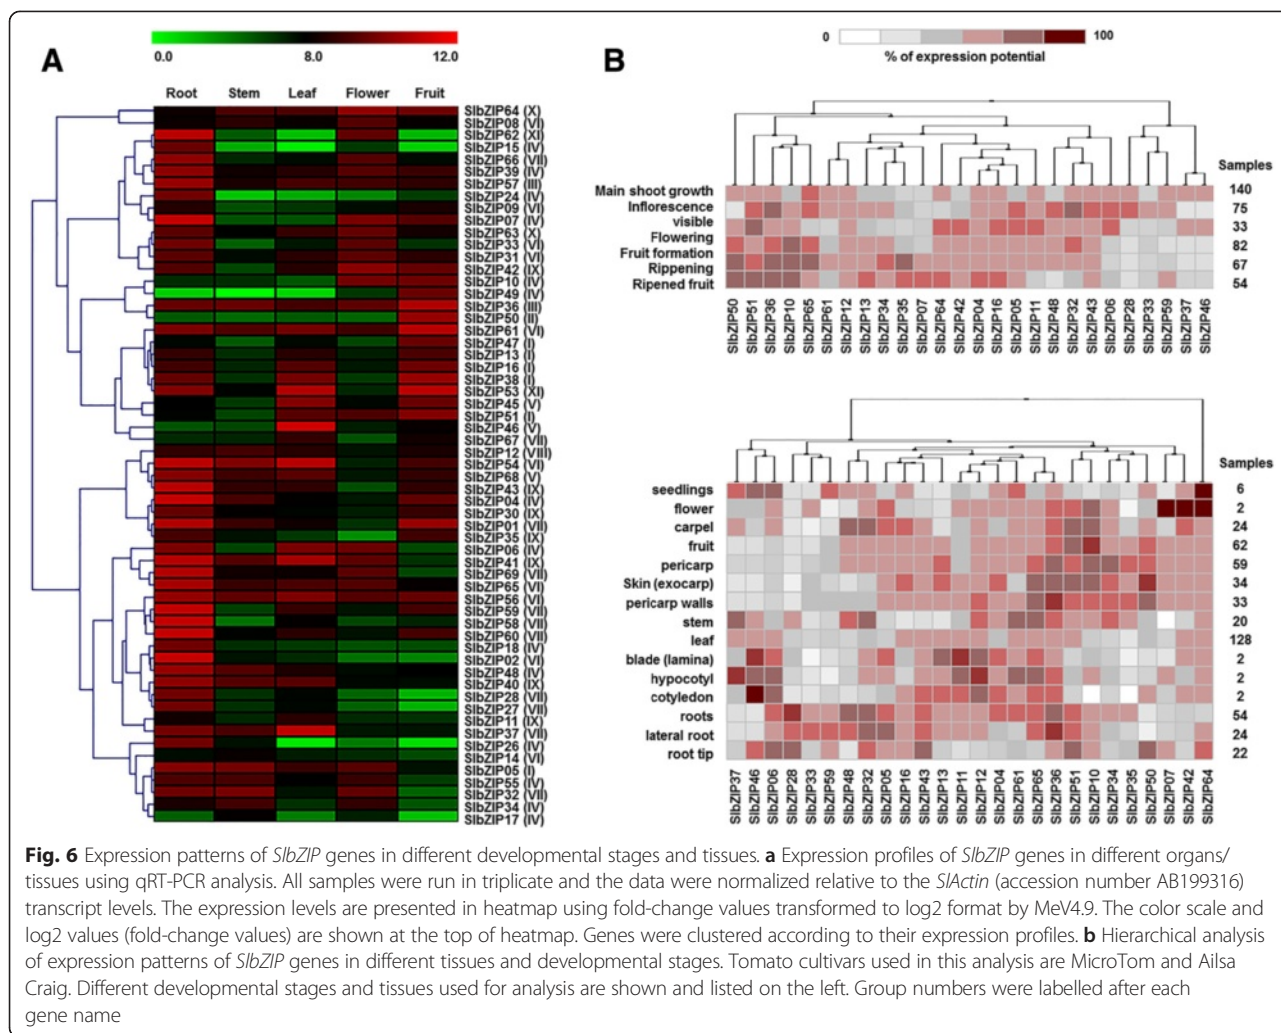 A
0.0 8.0 12.0
Root Stem Leaf Flower Fruit
SlbZIP64 (X)
SlbZIP08 (VI)
SlbZIP62 (XI)
SlbZIP15 (IV)
SlbZIP66 (VII)
SlbZIP39 (IV)
SlbZIP57 (III)
SlbZIP24 (IV)
SlbZIP09 (VI)
SlbZIP07 (IV)
SlbZIP63 (X)
SlbZIP33 (VI)
SlbZIP31 (VI)
SlbZIP42 (IX)
SlbZIP10 (IV)
SlbZIP49 (IV)
SlbZIP36 (III)
SlbZIP50 (II)
SlbZIP61 (VI)
SlbZIP47 (I)
SlbZIP13 (I)
SlbZIP16 (I)
SlbZIP38 (I)
SlbZIP53 (XI)
SlbZIP45 (V)
SlbZIP51 (I)
SlbZIP46 (V)
SlbZIP67 (VII)
SlbZIP12 (VIII)
SlbZIP54 (VI)
SlbZIP68 (V)
SlbZIP43 (IX)
SlbZIP04 (IV)
SlbZIP30 (IX)
SlbZIP01 (VII)
SlbZIP35 (IX)
SlbZIP06 (IV)
SlbZIP41 (IX)
SlbZIP69 (VII)
SlbZIP65 (VI)
SlbZIP56 (VI)
SlbZIP59 (VII)
SlbZIP58 (VII)
SlbZIP60 (VII)
SlbZIP18 (IV)
SlbZIP02 (VI)
SlbZIP48 (IV)
SlbZIP40 (IX)
SlbZIP28 (VII)
SlbZIP27 (VII)
SlbZIP11 (IX)
SlbZIP37 (VII)
SlbZIP26 (IV)
SlbZIP14 (VI)
SlbZIP05 (I)
SlbZIP55 (IV)
SlbZIP32 (VII)
SlbZIP34 (IV)
SlbZIP17 (IV)
B
0 100
% of expression potential
Samples
Main shoot growth 140
Inflorescence 75
visible 33
Flowering 82
Fruit formation 67
Rippening 54
Ripened fruit
SlbZIP50 SlbZIP51 SlbZIP36 SlbZIP10 SlbZIP65 SlbZIP61 SlbZIP12 SlbZIP13 SlbZIP34 SlbZIP35 SlbZIP07 SlbZIP64 SlbZIP42 SlbZIP04 SlbZIP16 SlbZIP05 SlbZIP11 SlbZIP48 SlbZIP32 SlbZIP43 SlbZIP06 SlbZIP28 SlbZIP33 SlbZIP59 SlbZIP37 SlbZIP46
Samples
seedlings 6
flower 2
carpel 24
fruit 62
pericarp 59
Skin (exocarp) 34
pericarp walls 33
stem 20
leaf 128
blade (lamina) 2
hypocotyl 2
cotyledon 2
roots 54
lateral root 24
root tip 22
SlbZIP37 SlbZIP46 SlbZIP06 SlbZIP28 SlbZIP33 SlbZIP59 SlbZIP48 SlbZIP32 SlbZIP05 SlbZIP16 SlbZIP43 SlbZIP13 SlbZIP11 SlbZIP12 SlbZIP04 SlbZIP61 SlbZIP65 SlbZIP36 SlbZIP51 SlbZIP10 SlbZIP34 SlbZIP35 SlbZIP50 SlbZIP07 SlbZIP42 SlbZIP64
Fig. 6 Expression patterns of SlbZIP genes in different developmental stages and tissues. a Expression profiles of SlbZIP genes in different organs/
tissues using qRT-PCR analysis. All samples were run in triplicate and the data were normalized relative to the SlActin (accession number AB199316)
transcript levels. The expression levels are presented in heatmap using fold-change values transformed to log2 format by MeV4.9. The color scale and
log2 values (fold-change values) are shown at the top of heatmap. Genes were clustered according to their expression profiles. b Hierarchical analysis
of expression patterns of SlbZIP genes in different tissues and developmental stages. Tomato cultivars used in this analysis are MicroTom and Ailsa
Craig. Different developmental stages and tissues used for analysis are shown and listed on the left. Group numbers were labelled after each
gene name